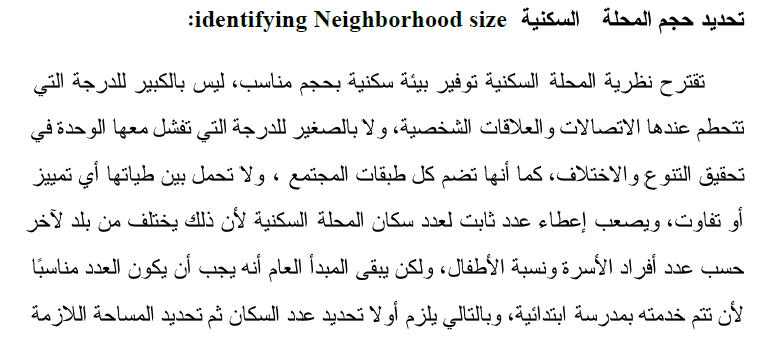 تحديد حجم المحلة السكنية identifying Neighborhood size:
تقترح نظرية المحلة السكنية توفير بيئة سكنية بحجم مناسب، ليس بالكبير للدرجة التي
تتحطم عندها الاتصالات والعلاقات الشخصية، ولا بالصغير للدرجة التي تفشل معها الوحدة في
تحقيق التنوع والاختلاف، كما أنها تضم كل طبقات المجتمع ، ولا تحمل بين طياتها أي تمييز
أو تفاوت، ويصعب إعطاء عدد ثابت لعدد سكان المحلة السكنية لأن ذلك يختلف من بلد لآخر
حسب عدد أفراد الأسرة ونسبة الأطفال، ولكن يبقى المبدأ العام أنه يجب أن يكون العدد مناسبًا
لأن تتم خدمته بمدرسة ابتدائية، وبالتالي يلزم أولا تحديد عدد السكان ثم تحديد المساحة اللازمة